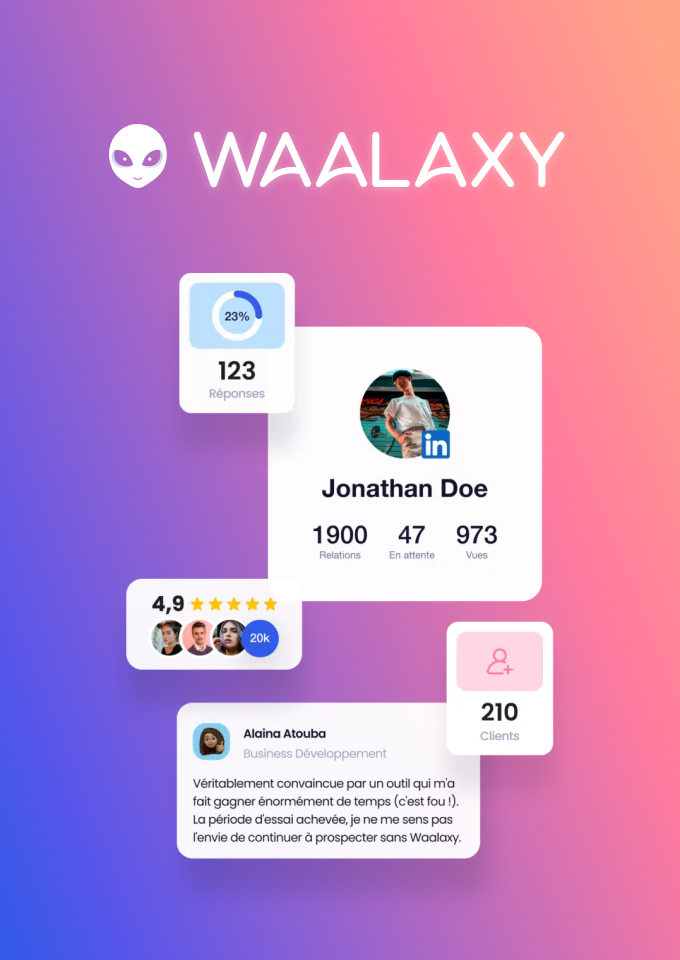 WAALAXY
23%
123
Réponses
in
Jonathan Doe
1900 47 973
Relations En attente Vues
4,9
20k
210
Clients
Alaina Atouba
Business Développement
Véritablement convaincue par un outil qui m'a
fait gagner énormément de temps (c'est fou !).
La période d'essai achevée, je ne me sens pas
l'envie de continuer à prospecter sans Waalaxy.